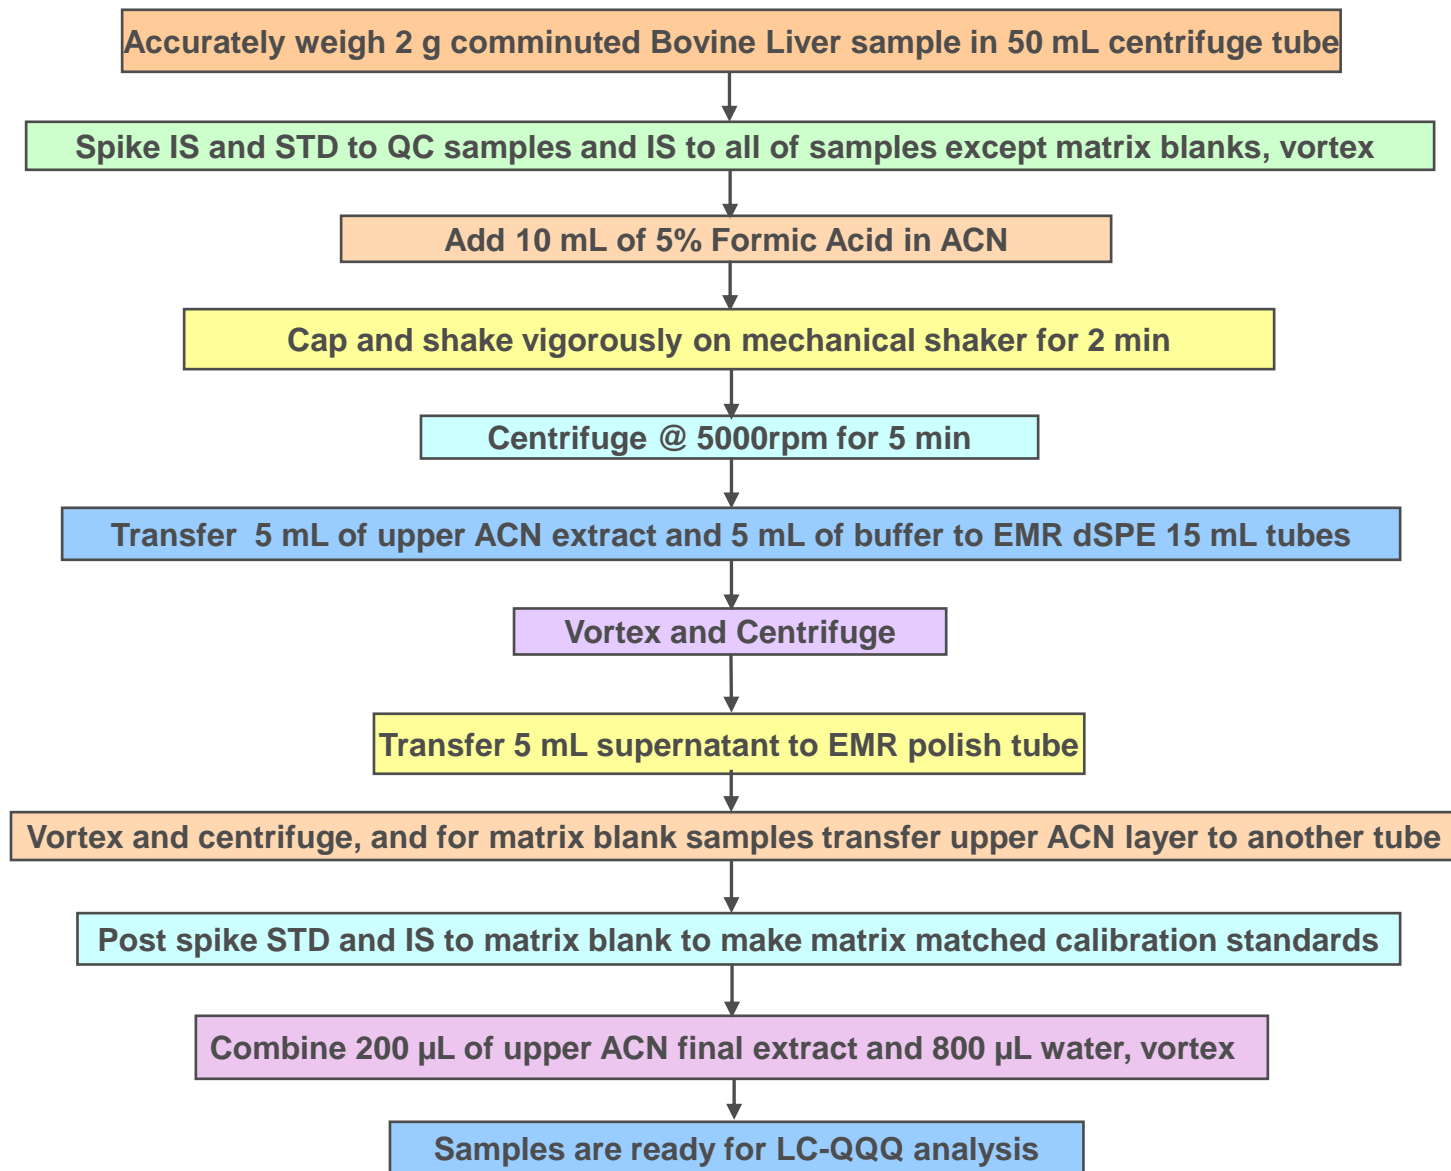 Accurately weigh 2 g comminuted Bovine Liver sample in 50 mL centrifuge tube
Spike IS and STD to QC samples and IS to all of samples except matrix blanks, vortex
Add 10 mL of 5% Formic Acid in ACN
Cap and shake vigorously on mechanical shaker for 2 min
Centrifuge @ 5000rpm for 5 min
Transfer 5 mL of upper ACN extract and 5 mL of buffer to EMR dSPE 15 mL tubes
Vortex and Centrifuge
Transfer 5 mL supernatant to EMR polish tube
Vortex and centrifuge, and for matrix blank samples transfer upper ACN layer to another tube
Post spike STD and IS to matrix blank to make matrix matched calibration standards
Combine 200 µL of upper ACN final extract and 800 µL water, vortex
Samples are ready for LC-QQQ analysis